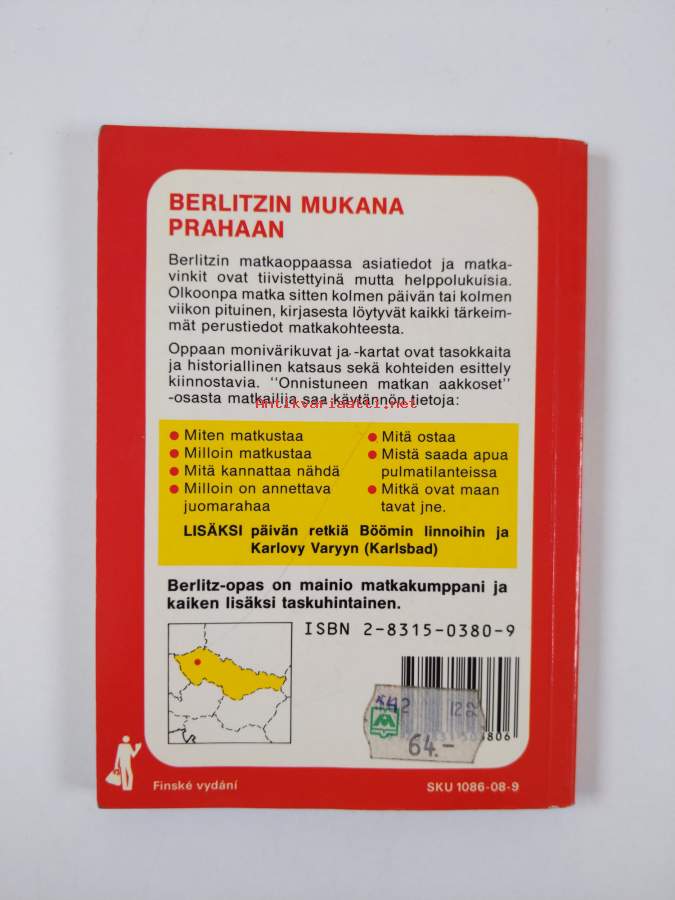 BERLITZIN MUKANA
PRAHAAN
Berlitzin matkaoppaassa asiatiedot ja matka-
vinkit ovat tiivistettyinä mutta helppolukuisia.
Olkoonpa matka sitten kolmen päivän tai kolmen
viikon pituinen, kirjasesta löytyvät kaikki tärkeim-
mät perustiedot matkakohteesta.
Oppaan monivärikuvat ja -kartat ovat tasokkaita
ja historiallinen katsaus sekä kohteiden esittely
kiinnostavia. "Onnistuneen matkan aakkoset"
-osasta matkailija saa käytännön tietoja:
Antikvariaatti.net
• Miten matkustaa
• Milloin matkustaa
• Mitä kannattaa nähdä
• Milloin on annettava
juomarahaa
• Mitä ostaa
• Mistä saada apua
pulmatilanteissa
• Mitkä ovat maan
tavat jne.
LISÄKSI päivän retkiä Böömin linnoihin ja
Karlovy Varyyn (Karlsbad)
Berlitz-opas on mainio matkakumppani ja
kaiken lisäksi taskuhintainen.
ISBN 2-8315-0380-9
64.-
Finské vydání
SKU 1086-08-9